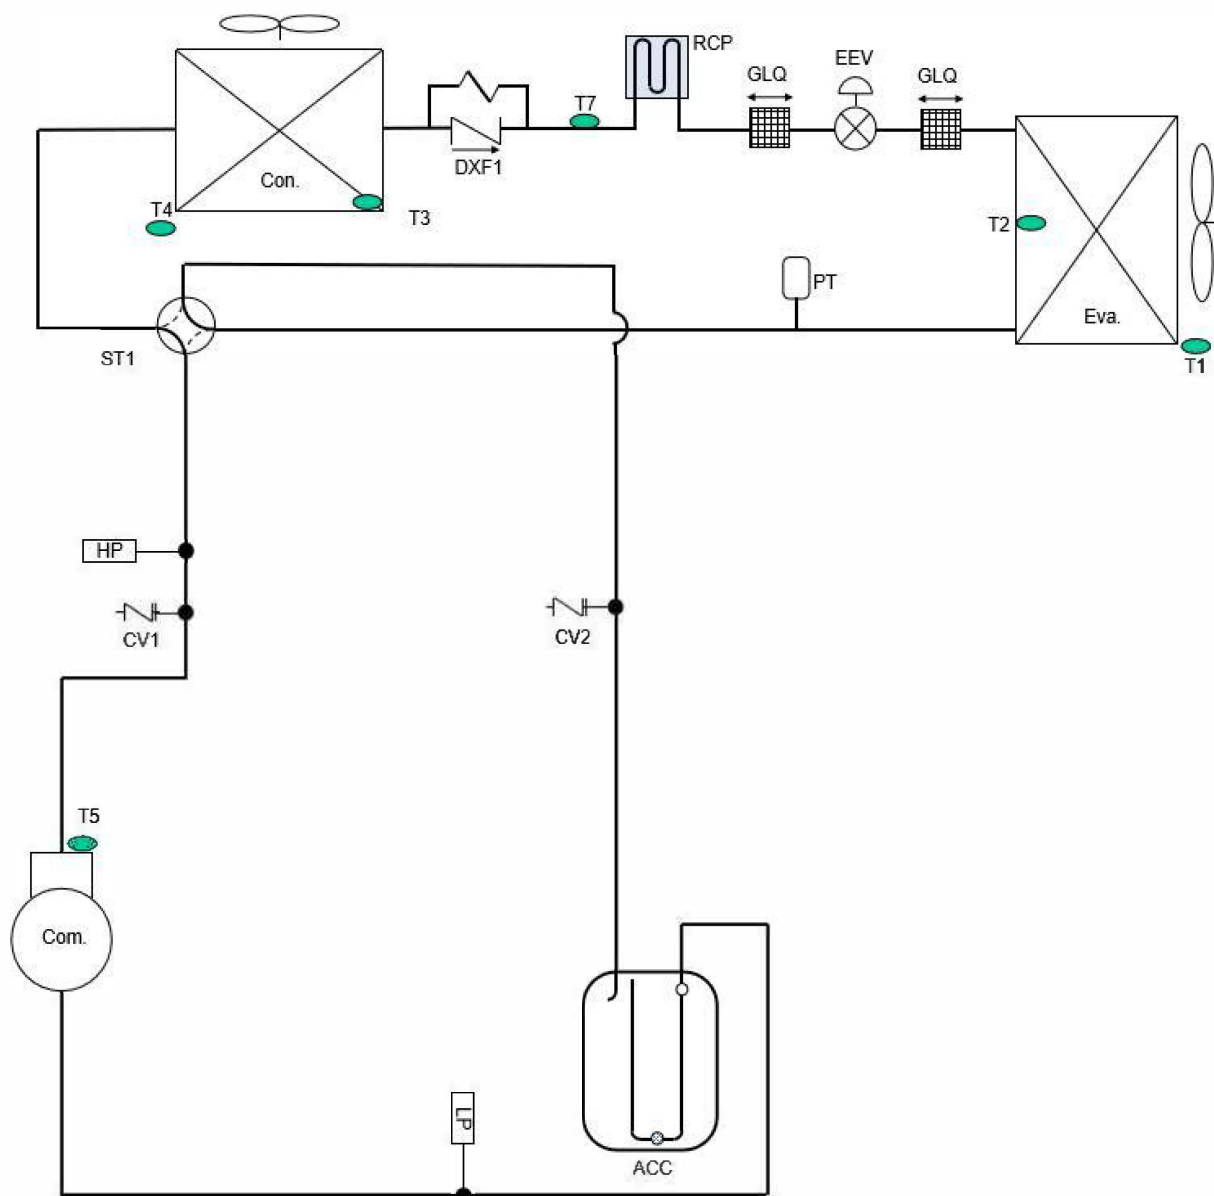 RCP
EEV
GLQ
GLQ
T7
DXF1
Con.
T4
T3
T2
PT
Eva.
ST1
T1
HP
CV1
CV2
T5
Com.
LP
ACC